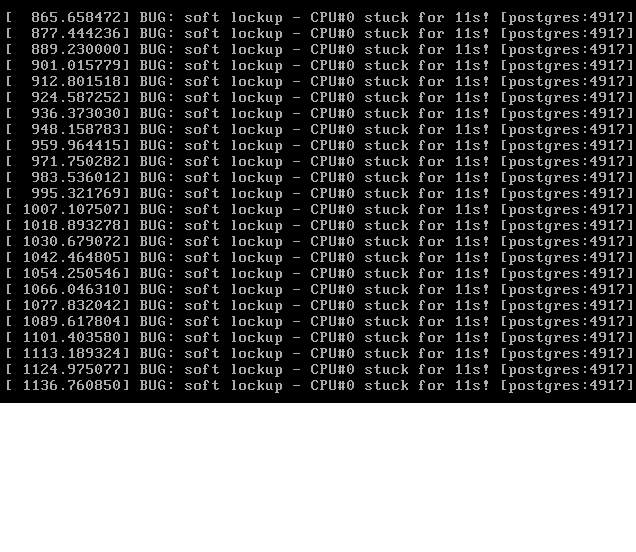 [  865.658472] BUG: soft lockup - CPU#0 stuck for 11s! [postgres:4917]
[  877.444236] BUG: soft lockup - CPU#0 stuck for 11s! [postgres:4917]
[  889.230000] BUG: soft lockup - CPU#0 stuck for 11s! [postgres:4917]
[  901.015779] BUG: soft lockup - CPU#0 stuck for 11s! [postgres:4917]
[  912.801518] BUG: soft lockup - CPU#0 stuck for 11s! [postgres:4917]
[  924.587252] BUG: soft lockup - CPU#0 stuck for 11s! [postgres:4917]
[  936.373030] BUG: soft lockup - CPU#0 stuck for 11s! [postgres:4917]
[  948.158783] BUG: soft lockup - CPU#0 stuck for 11s! [postgres:4917]
[  959.964415] BUG: soft lockup - CPU#0 stuck for 11s! [postgres:4917]
[  971.750282] BUG: soft lockup - CPU#0 stuck for 11s! [postgres:4917]
[  983.536012] BUG: soft lockup - CPU#0 stuck for 11s! [postgres:4917]
[  995.321769] BUG: soft lockup - CPU#0 stuck for 11s! [postgres:4917]
[ 1007.107507] BUG: soft lockup - CPU#0 stuck for 11s! [postgres:4917]
[ 1018.893278] BUG: soft lockup - CPU#0 stuck for 11s! [postgres:4917]
[ 1030.679072] BUG: soft lockup - CPU#0 stuck for 11s! [postgres:4917]
[ 1042.464805] BUG: soft lockup - CPU#0 stuck for 11s! [postgres:4917]
[ 1054.250546] BUG: soft lockup - CPU#0 stuck for 11s! [postgres:4917]
[ 1066.046310] BUG: soft lockup - CPU#0 stuck for 11s! [postgres:4917]
[ 1077.832042] BUG: soft lockup - CPU#0 stuck for 11s! [postgres:4917]
[ 1089.617804] BUG: soft lockup - CPU#0 stuck for 11s! [postgres:4917]
[ 1101.403580] BUG: soft lockup - CPU#0 stuck for 11s! [postgres:4917]
[ 1113.189324] BUG: soft lockup - CPU#0 stuck for 11s! [postgres:4917]
[ 1124.975077] BUG: soft lockup - CPU#0 stuck for 11s! [postgres:4917]
[ 1136.760850] BUG: soft lockup - CPU#0 stuck for 11s! [postgres:4917]